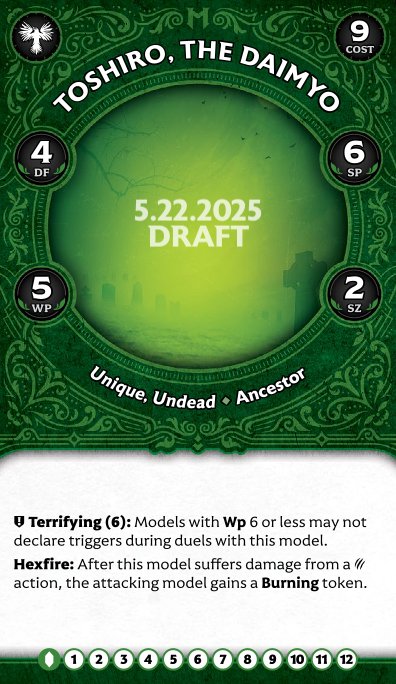 9
COST
TOSHIRO, THE DAIMYO
4
DF
6
SP
5.22.2025
DRAFT
5
WP
2
SZ
Unique, Undead ◆ Ancestor
Terrifying (6): Models with Wp 6 or less may not
declare triggers during duels with this model.
Hexfire: After this model suffers damage from a
action, the attacking model gains a Burning token.
1 2 3 4 5 6 7 8 9 10 11 12